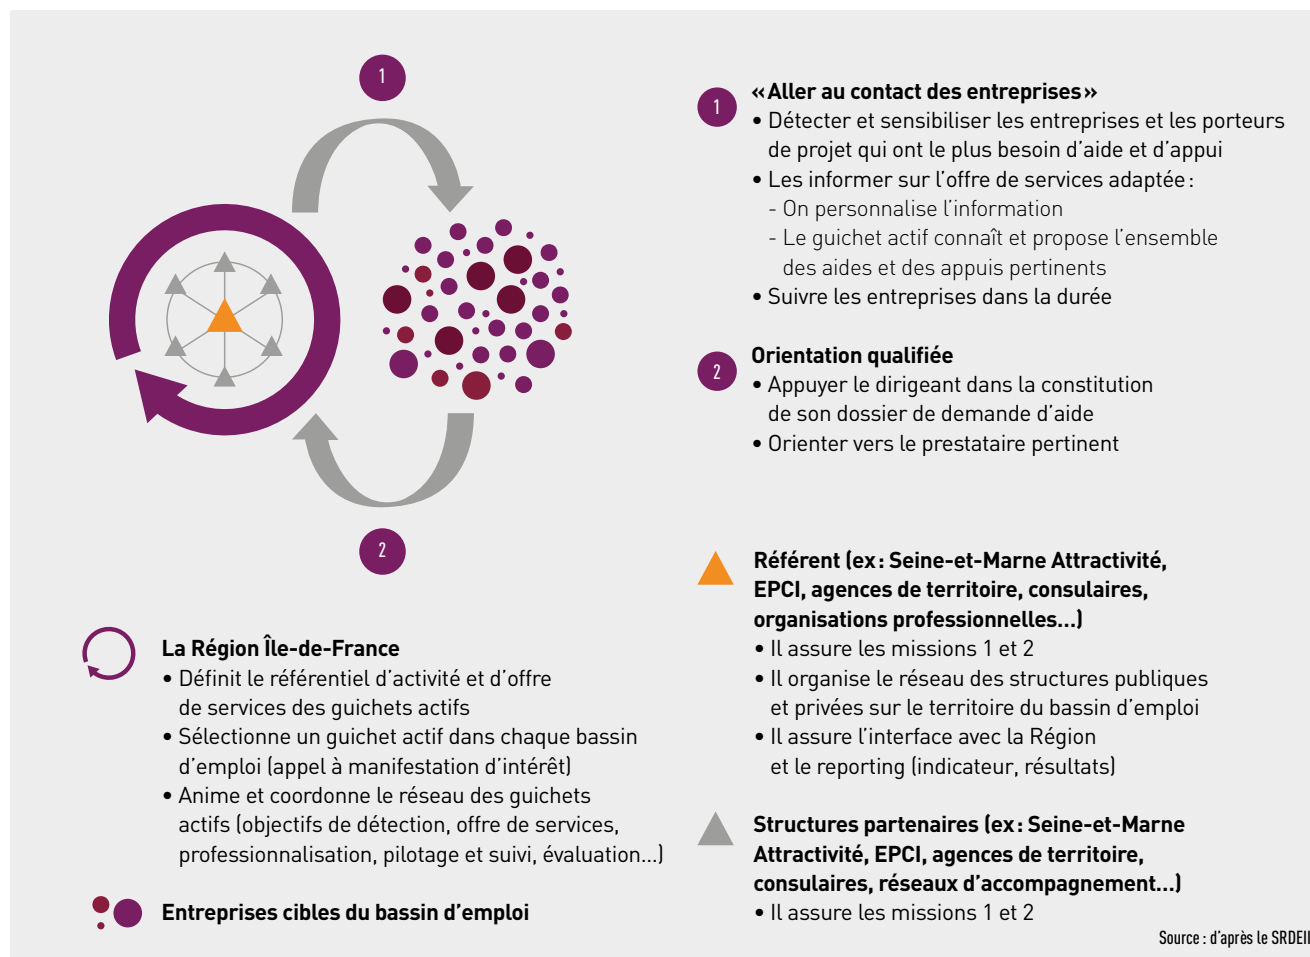 1
2
La Région Île-de-France
• Définit le référentiel d’activité et d’offre
de services des guichets actifs
• Sélectionne un guichet actif dans chaque bassin
d’emploi (appel à manifestation d’intérêt)
• Anime et coordonne le réseau des guichets
actifs (objectifs de détection, offre de services,
professionnalisation, pilotage et suivi, évaluation…)
Entreprises cibles du bassin d’emploi
1
« Aller au contact des entreprises »
• Détecter et sensibiliser les entreprises et les porteurs
de projet qui ont le plus besoin d’aide et d’appui
• Les informer sur l’offre de services adaptée :
- On personnalise l’information
- Le guichet actif connaît et propose l’ensemble
des aides et des appuis pertinents
• Suivre les entreprises dans la durée
2
Orientation qualifiée
• Appuyer le dirigeant dans la constitution
de son dossier de demande d’aide
• Orienter vers le prestataire pertinent
Référent (ex : Seine-et-Marne Attractivité,
EPCI, agences de territoire, consulaires,
organisations professionnelles…)
• Il assure les missions 1 et 2
• Il organise le réseau des structures publiques
et privées sur le territoire du bassin d’emploi
• Il assure l’interface avec la Région
et le reporting (indicateur, résultats)
Structures partenaires (ex : Seine-et-Marne
Attractivité, EPCI, agences de territoire,
consulaires, réseaux d’accompagnement…)
• Il assure les missions 1 et 2
Source : d’après le SRDEII